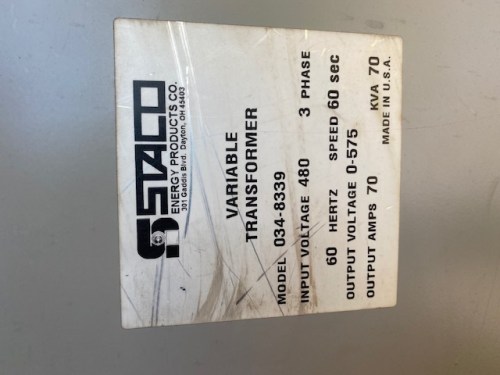 STACO
ENERGY PRODUCTS CO.
301 Gaddis Blvd. Dayton, OH 45403
VARIABLE
TRANSFORMER
MODEL 034-8339
INPUT VOLTAGE 480 3 PHASE
60 HERTZ SPEED 60 sec
OUTPUT VOLTAGE 0-575
OUTPUT AMPS 70 KVA 70
MADE IN U.S.A.